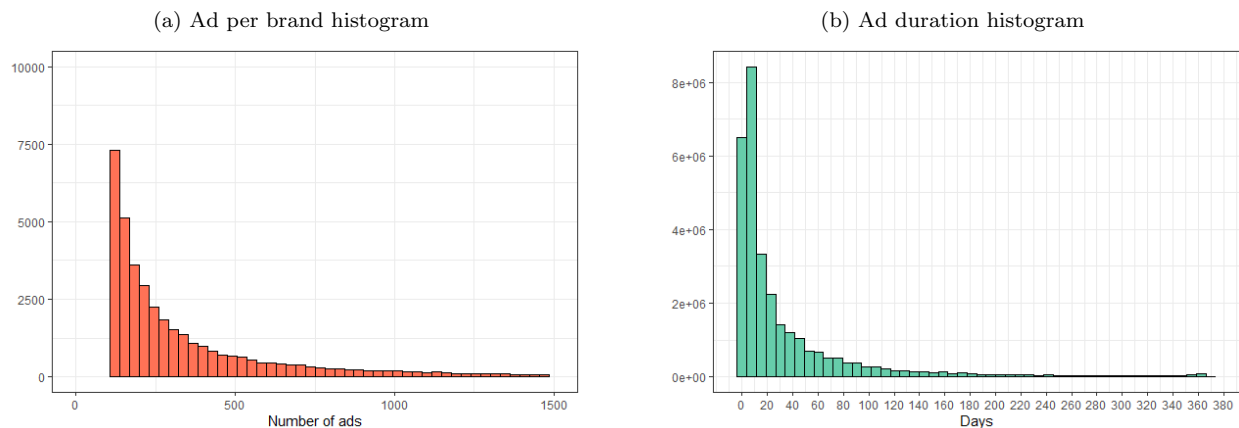 (a) Ad per brand histogram
10000
7500
5000
2500
0
0 500 1000 1500
Number of ads
(b) Ad duration histogram
8e+06
6e+06
4e+06
2e+06
0e+00
0 20 40 60 80 100 120 140 160 180 200 220 240 260 280 300 320 340 360 380
Days